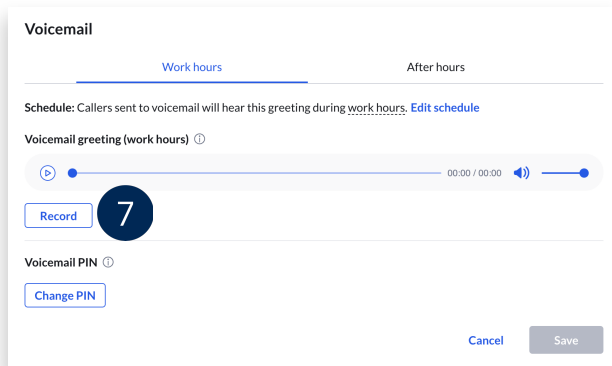 Voicemail
Work hours
After hours
Schedule: Callers sent to voicemail will hear this greeting during work hours. Edit schedule
Voicemail greeting (work hours)
00:00 / 00:00
Record
7
Voicemail PIN
Change PIN
Cancel
Save